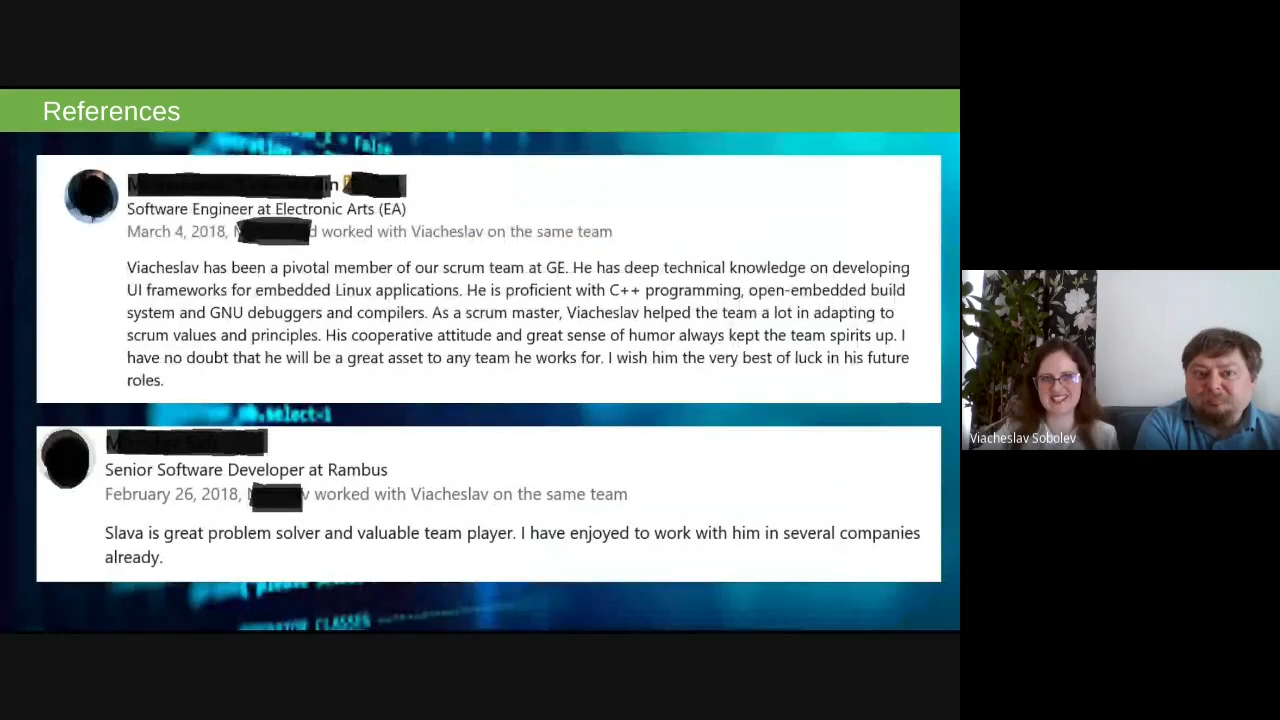 References
Software Engineer at Electronic Arts (EA)
March 4, 2018, worked with Viacheslav on the same team
Viacheslav has been a pivotal member of our scrum team at GE. He has deep technical knowledge on developing
UI frameworks for embedded Linux applications. He is proficient with C++ programming, open-embedded build
system and GNU debuggers and compilers. As a scrum master, Viacheslav helped the team a lot in adapting to
scrum values and principles. His cooperative attitude and great sense of humor always kept the team spirits up. I
have no doubt that he will be a great asset to any team he works for. I wish him the very best of luck in his future
roles.
select=1
Senior Software Developer at Rambus
February 26, 2018, worked with Viacheslav on the same team
Slava is great problem solver and valuable team player. I have enjoyed to work with him in several companies
already.
Viacheslav Sobolev